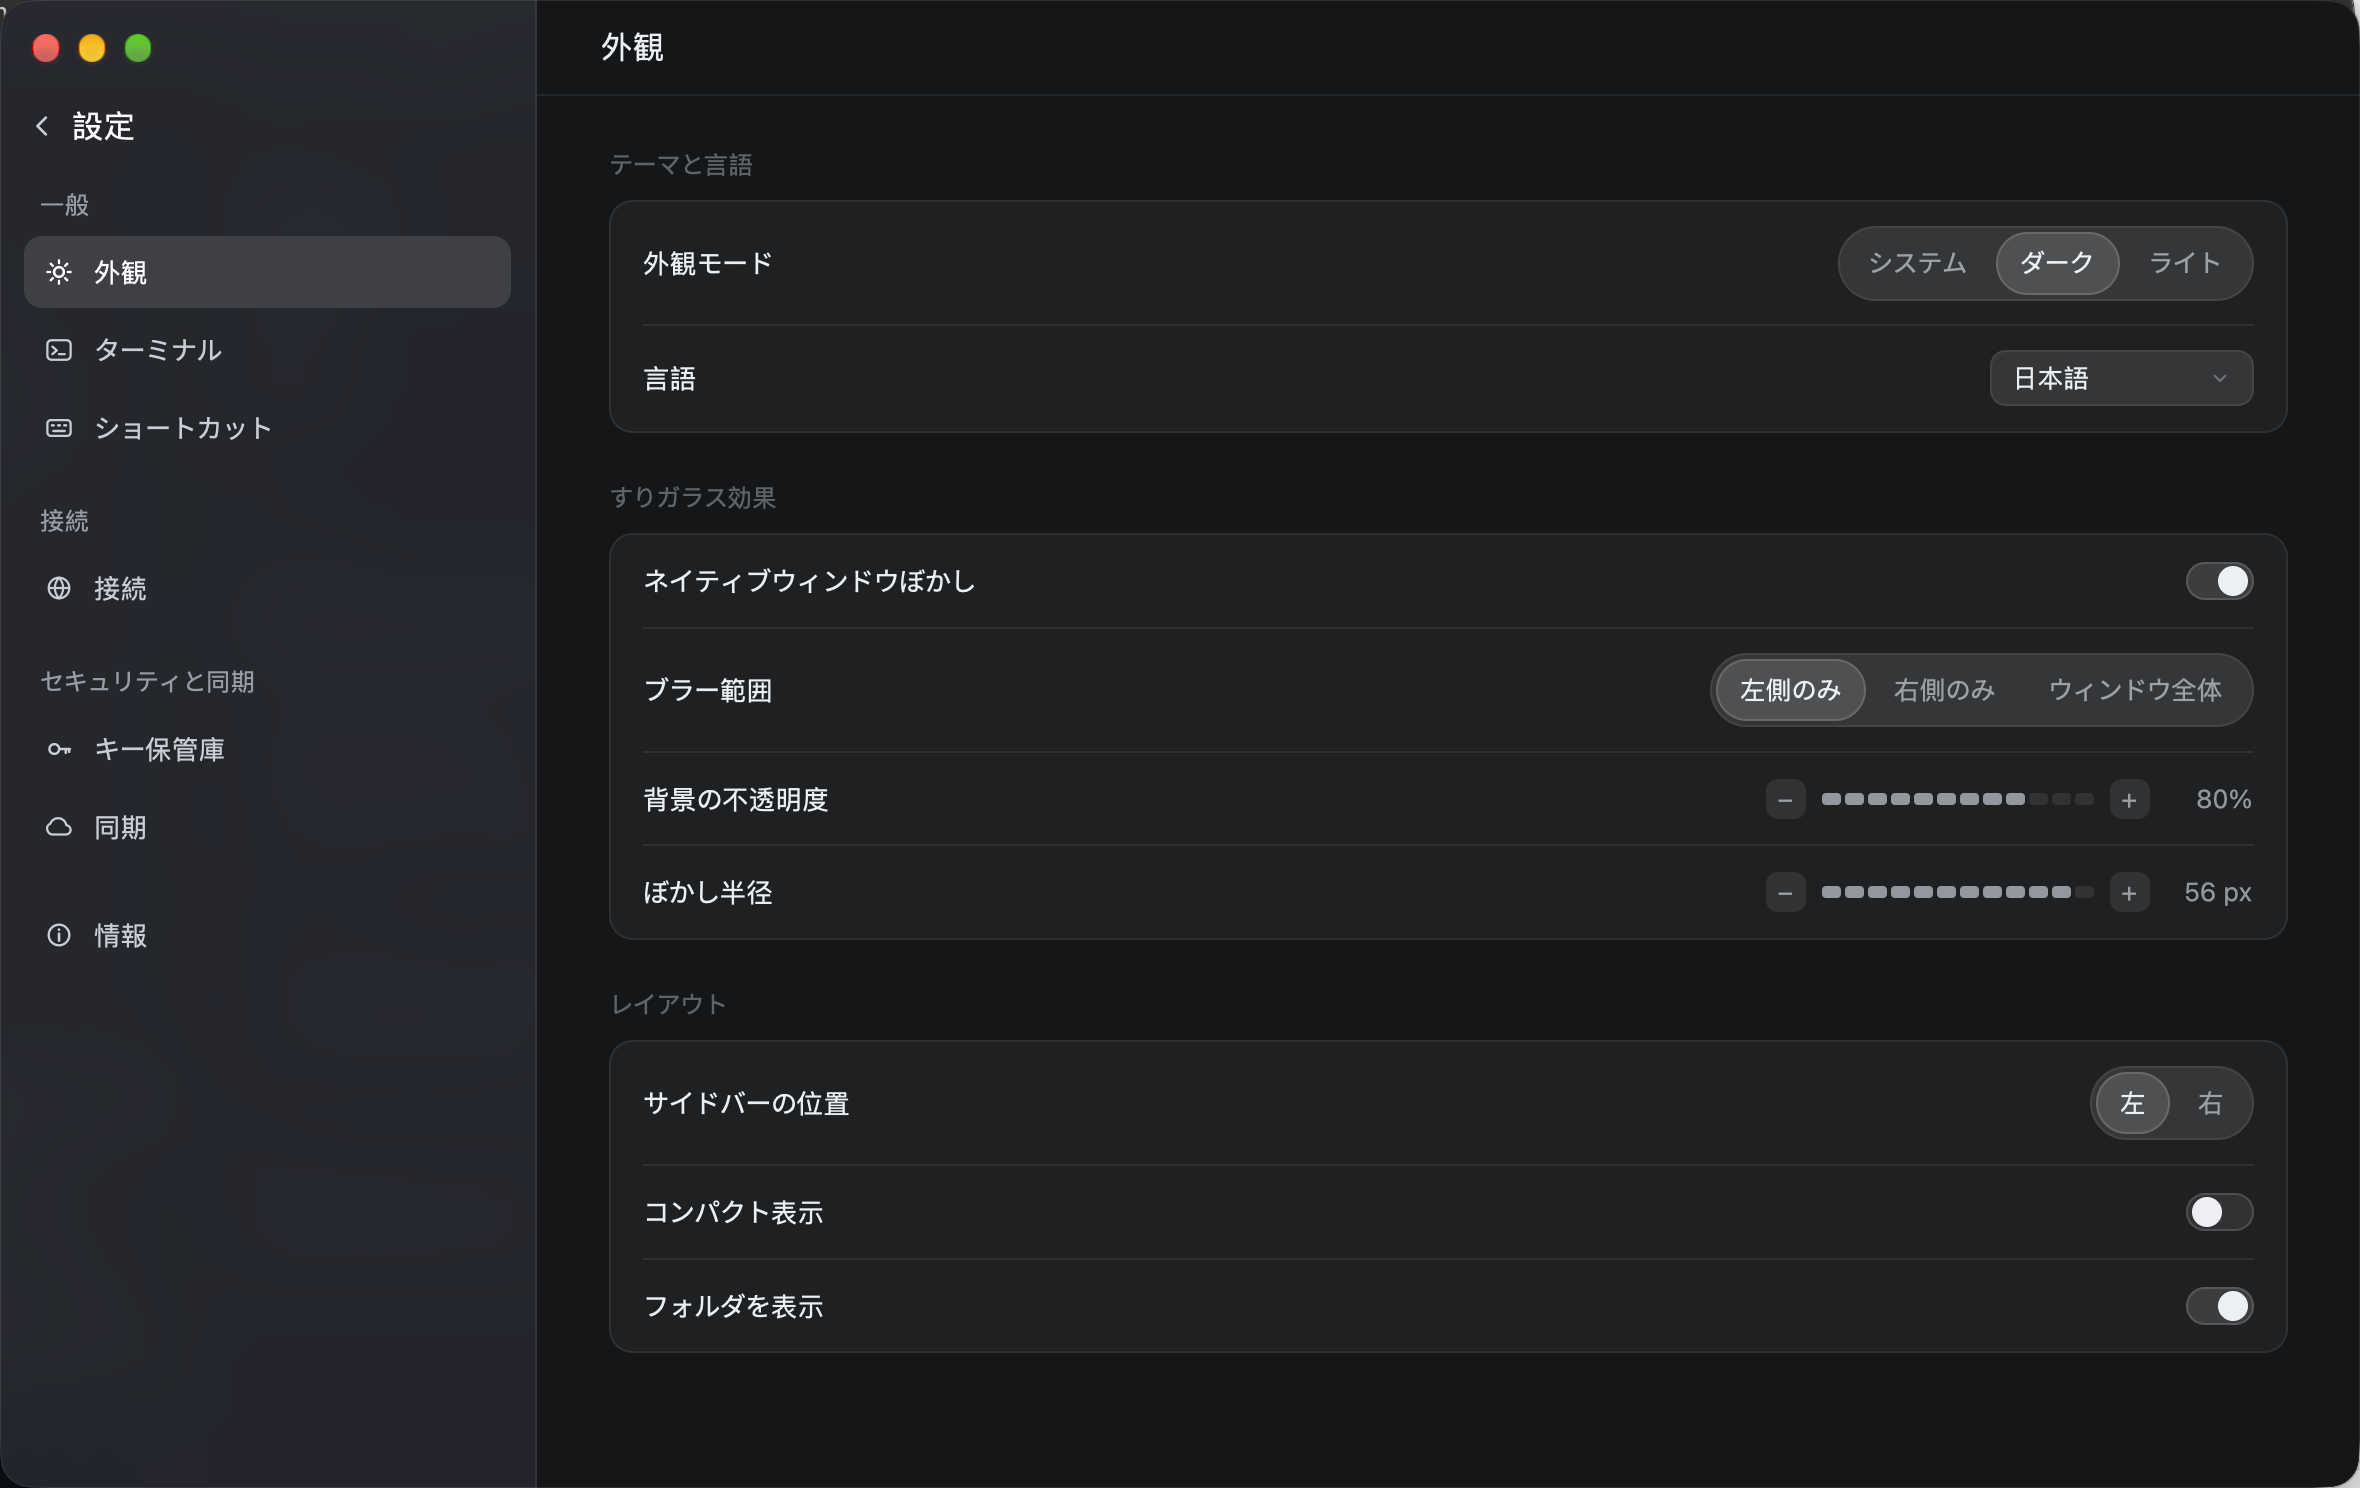 設定
一般
外観
ターミナル
ショートカット
接続
接続
セキュリティと同期
キー保管庫
同期
情報
外観
テーマと言語
外観モード
システム ダーク ライト
言語
日本語
すりガラス効果
ネイティブウィンドウぼかし
ブラー範囲
左側のみ 右側のみ ウィンドウ全体
背景の不透明度
− + 80%
ぼかし半径
− + 56 px
レイアウト
サイドバーの位置
左 右
コンパクト表示
フォルダを表示